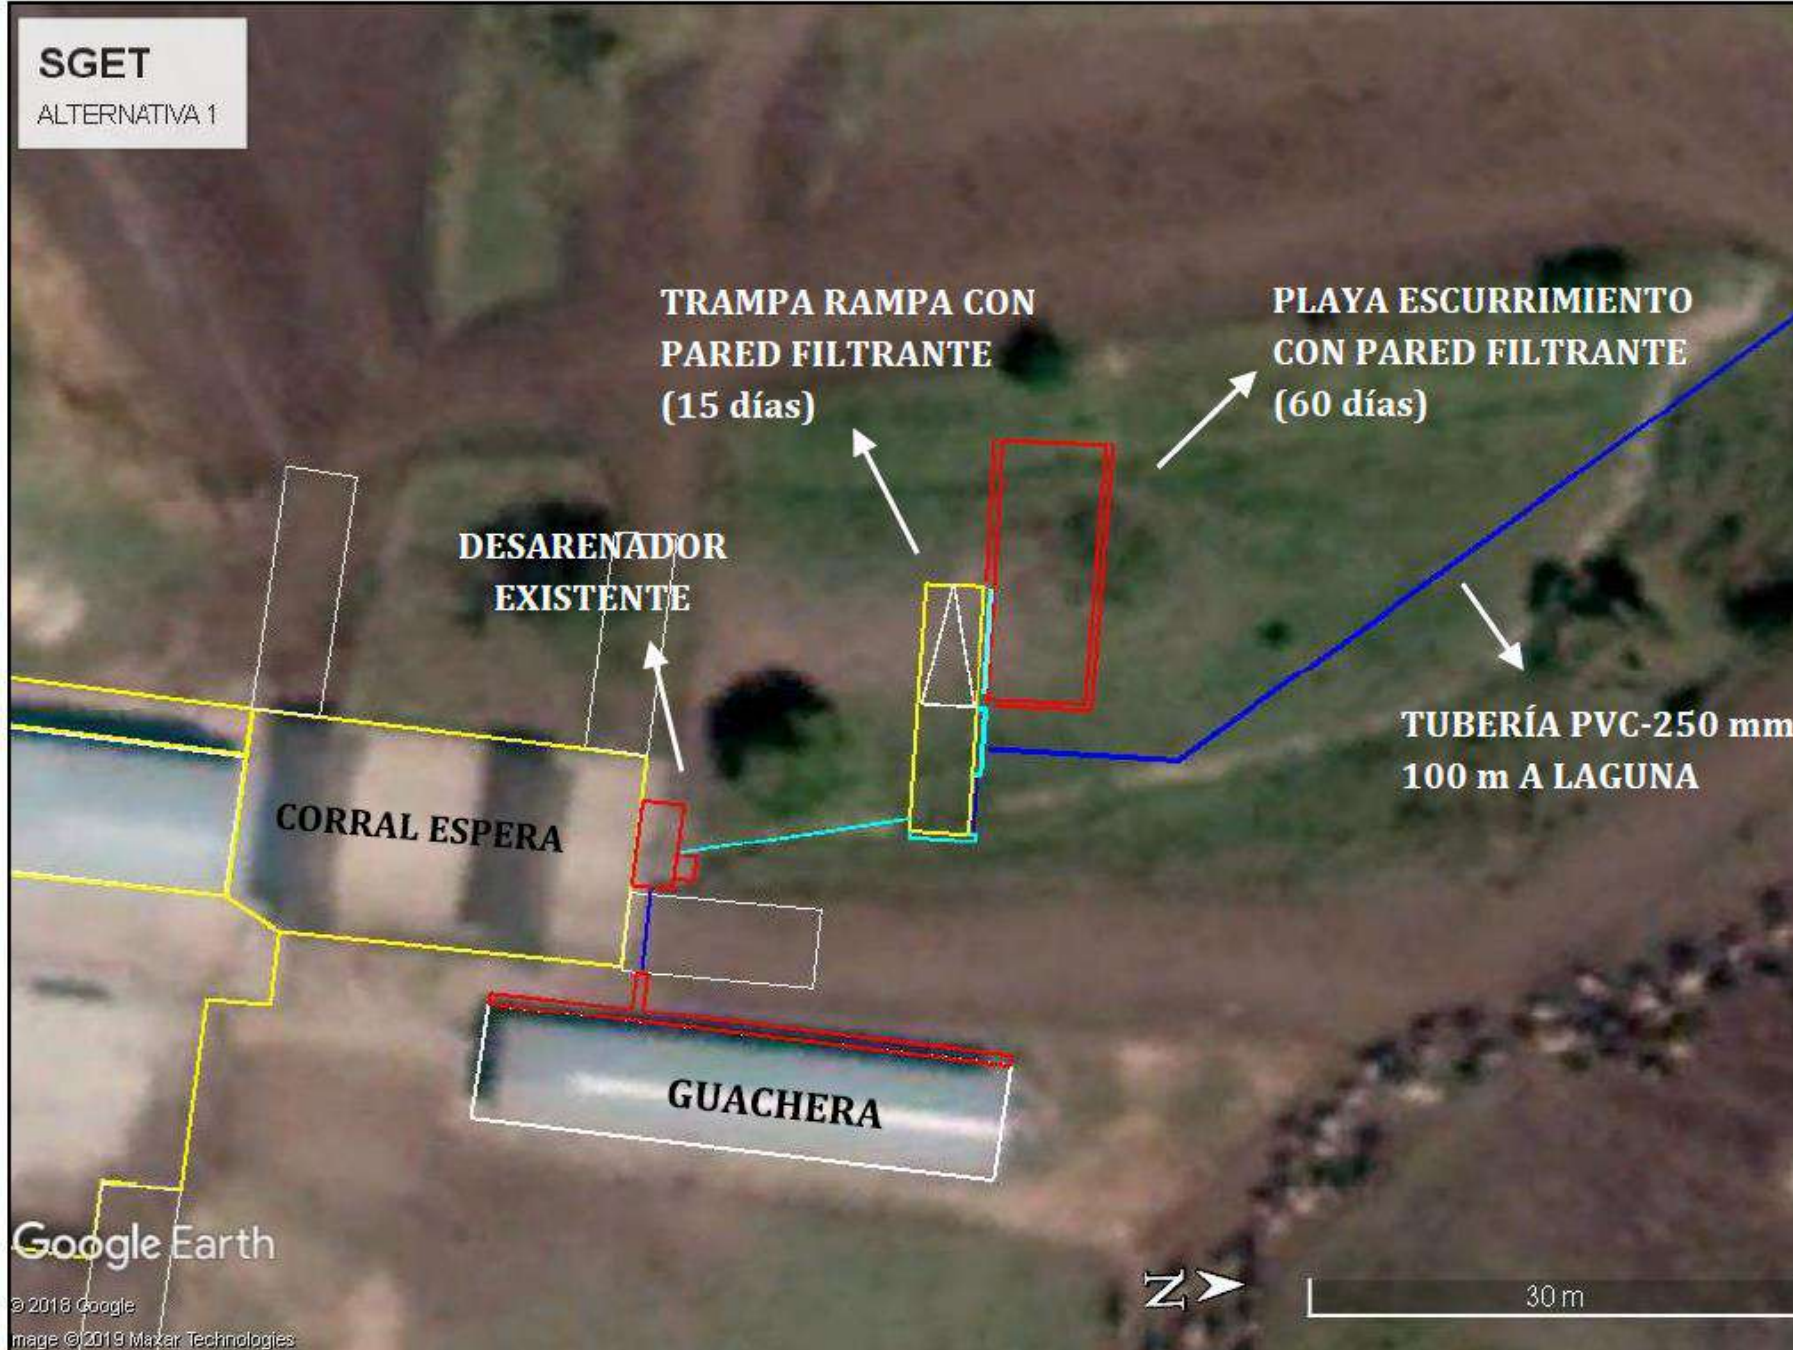 SGET
ALTERNATIVA 1
TRAMPA RAMPA CON
PARED FILTRANTE
(15 días)
PLAYA ESCURRIMIENTO
CON PARED FILTRANTE
(60 días)
DESARENADOR
EXISTENTE
TUBERÍA PVC-250 mm
100 m A LAGUNA
CORRAL ESPERA
GUACHERA
Google Earth
© 2018 Google
mage © 2019 Maxar Technologies
N
30 m